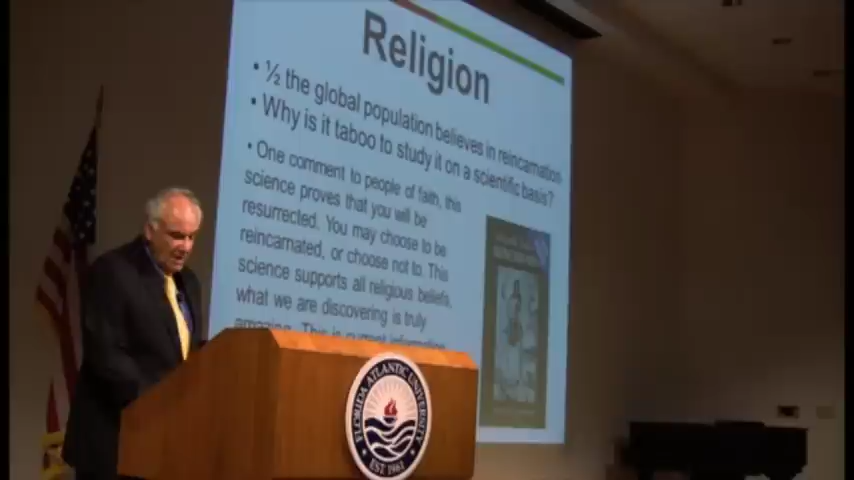 Religion
• ½ the global population believes in reincarnation
• Why is it taboo to study it on a scientific basis?
• One comment to people of faith, this
science proves that you will be
resurrected. You may choose to be
reincarnated, or choose not to. This
science supports all religious beliefs,
what we are discovering is truly
amazing. This is current information
FLORIDA ATLANTIC UNIVERSITY
EST 1961